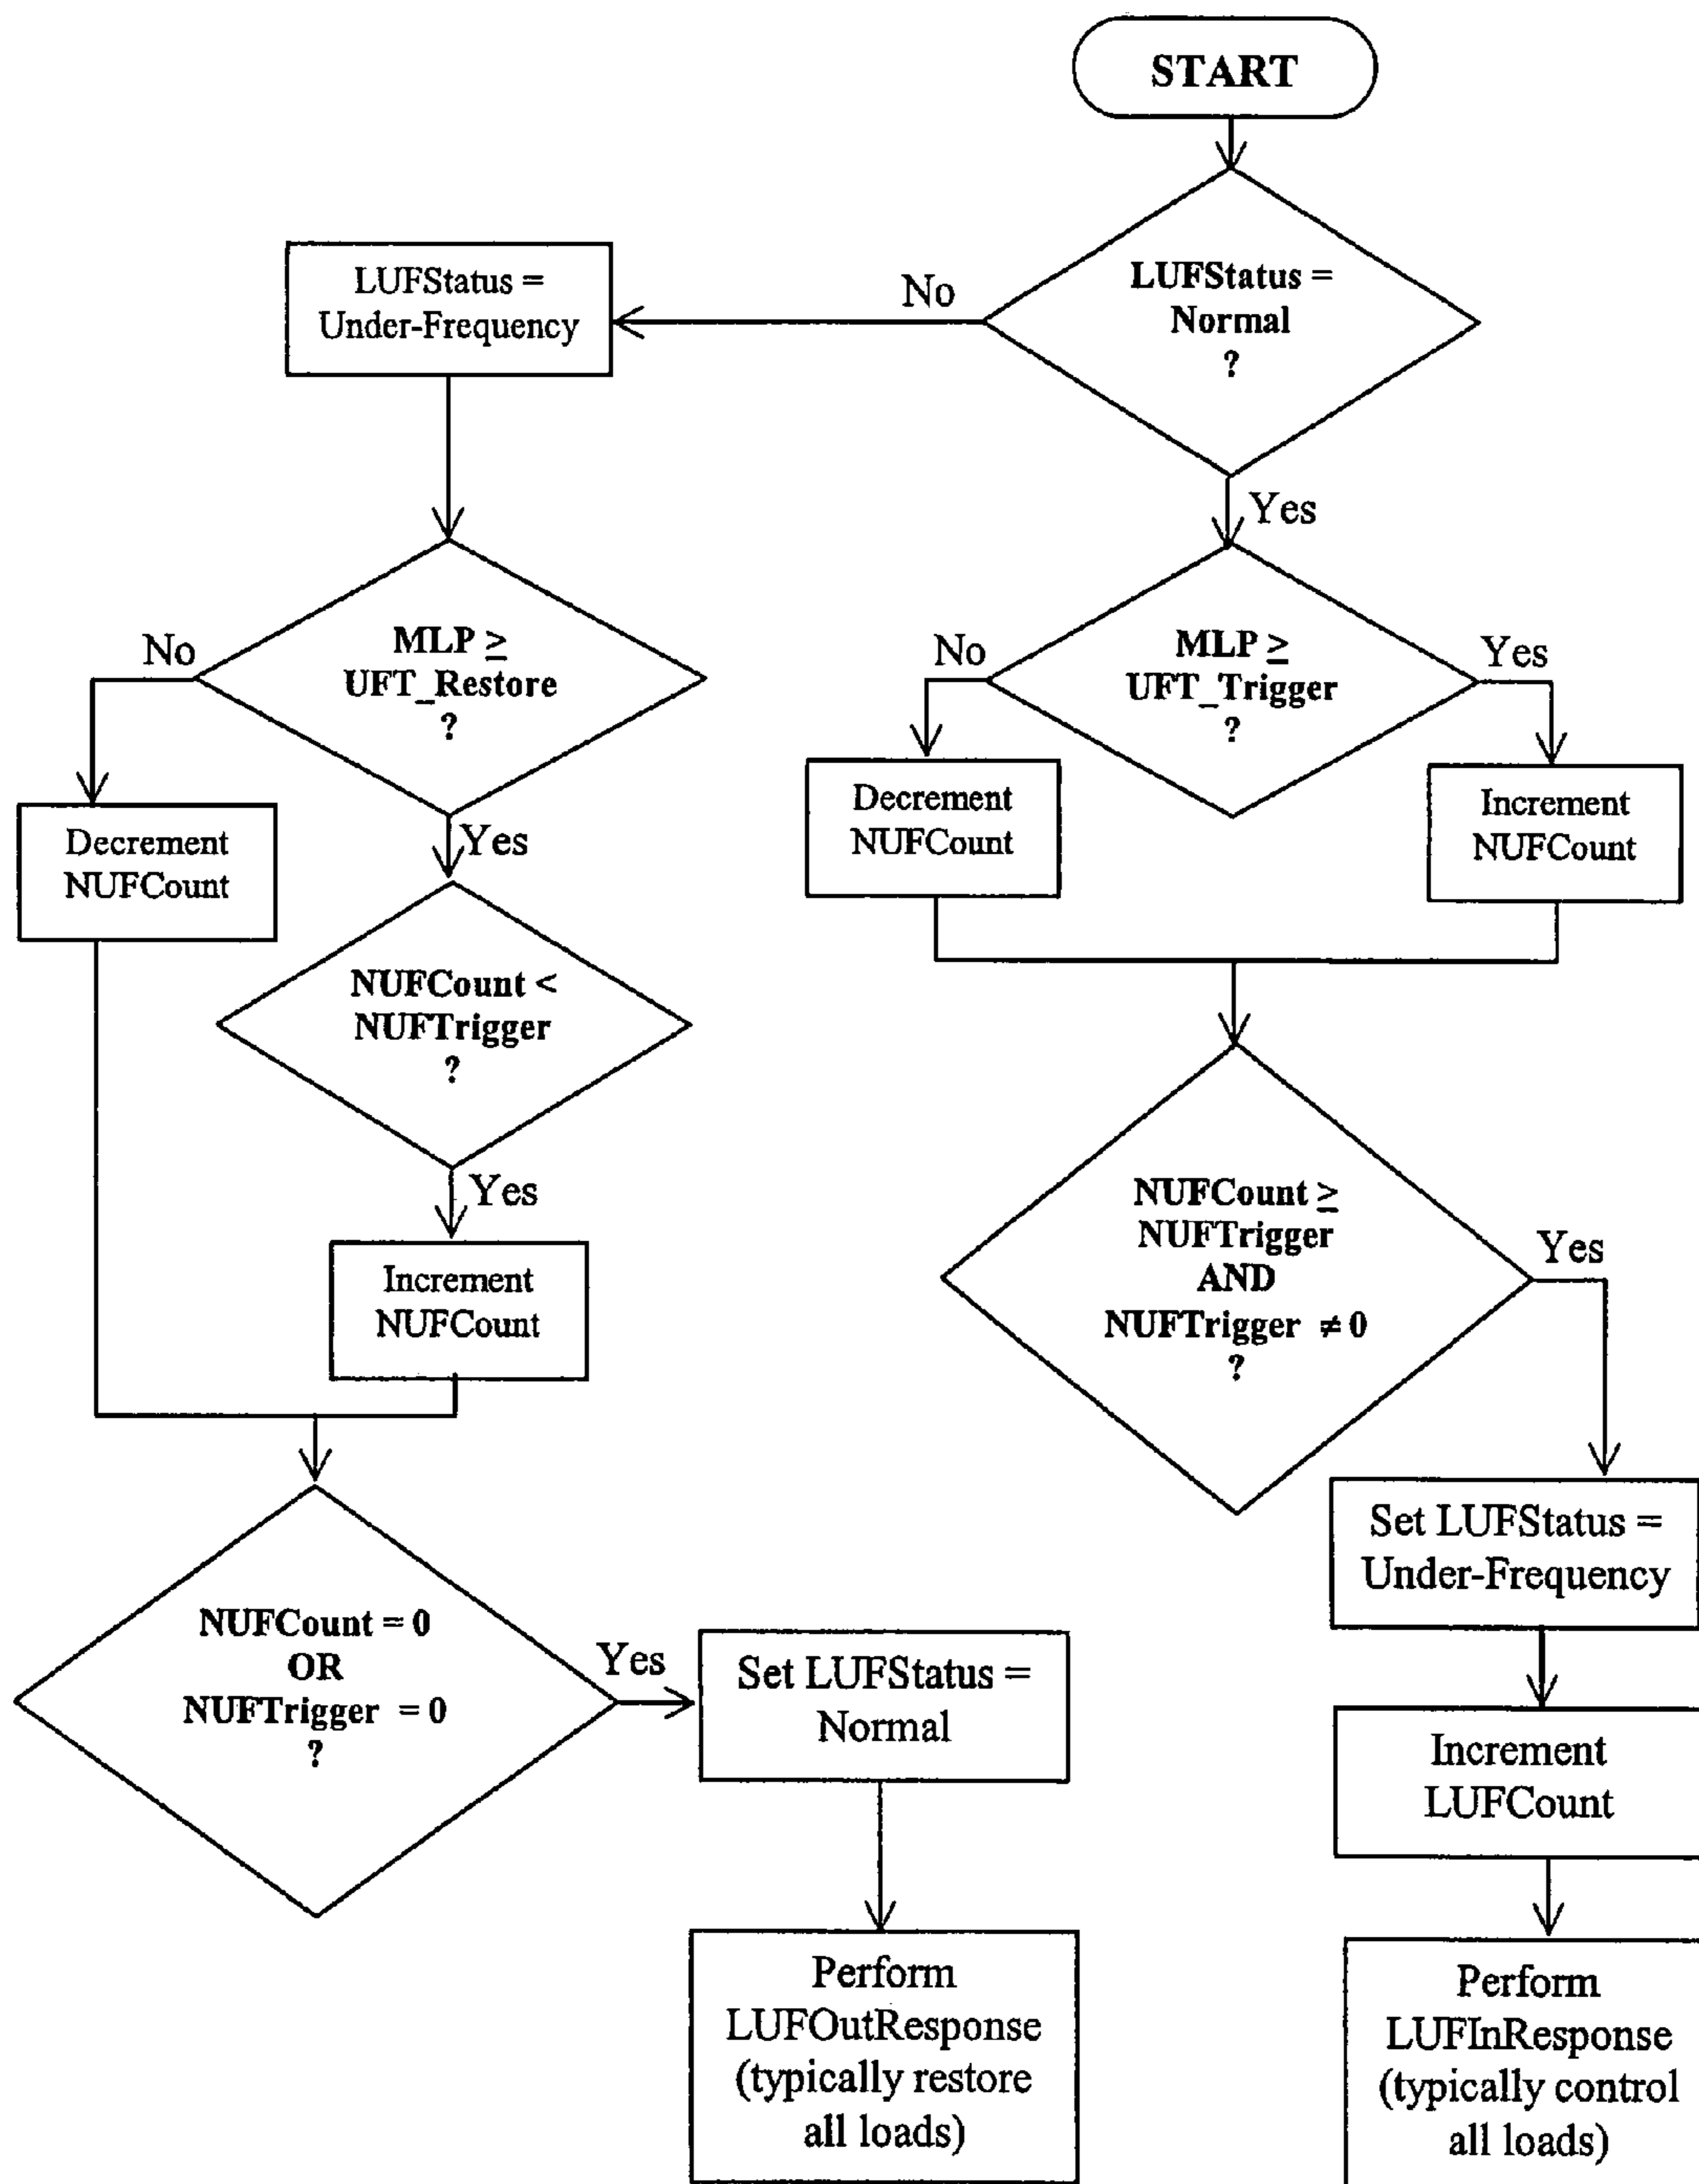 START
LUFStatus =
Normal
?
No
LUFStatus =
Under-Frequency
Yes
MLP ≥
UFT_Restore
?
No
Yes
Decrement
NUFCount
NUFCount <
NUFTrigger
?
Yes
Increment
NUFCount
NUFCount = 0
OR
NUFTrigger = 0
?
Yes
Set LUFStatus =
Normal
Perform
LUFOutResponse
(typically restore
all loads)
MLP ≥
UFT_Trigger
?
No
Yes
Decrement
NUFCount
Increment
NUFCount
NUFCount ≥
NUFTrigger
AND
NUFTrigger ≠ 0
?
Yes
Set LUFStatus =
Under-Frequency
Increment
LUFCount
Perform
LUFInResponse
(typically control
all loads)